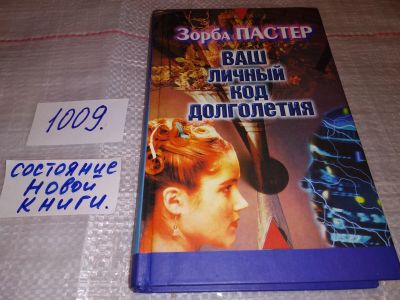 Зорба ПАСТЕР
ВАШ
ЛИЧНЫЙ
КОД
ДОЛГОЛЕТИЯ
1009.
СОСТОЯНИЕ
НОВОЙ
КНИГИ.